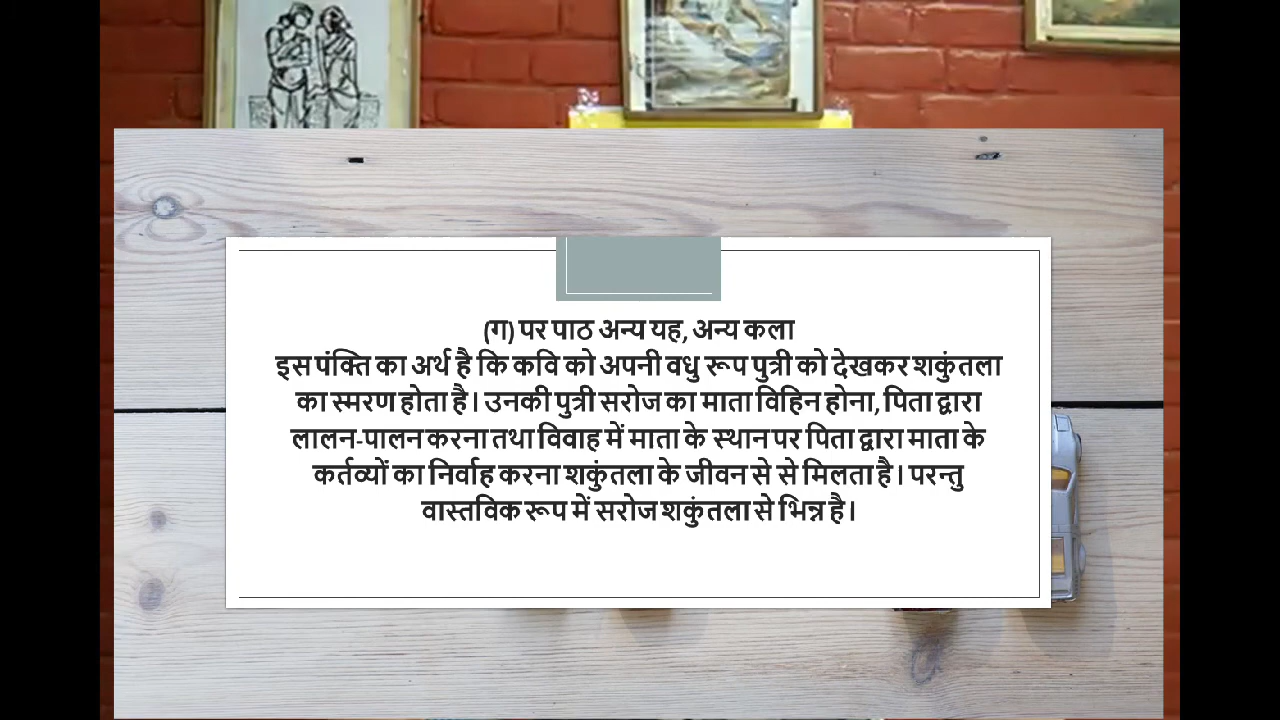 (ग) पर पाठ अन्य यह, अन्य कला
इस पंक्ति का अर्थ है कि कवि को अपनी वधु रूप पुत्री को देखकर शकुंतला
का स्मरण होता है। उनकी पुत्री सरोज का माता विहिन होना, पिता द्वारा
लालन-पालन करना तथा विवाह में माता के स्थान पर पिता द्वारा माता के
कर्तव्यों का निर्वाह करना शकुंतला के जीवन से से मिलता है। परन्तु
वास्तविक रूप में सरोज शकुंतला से भिन्न है।